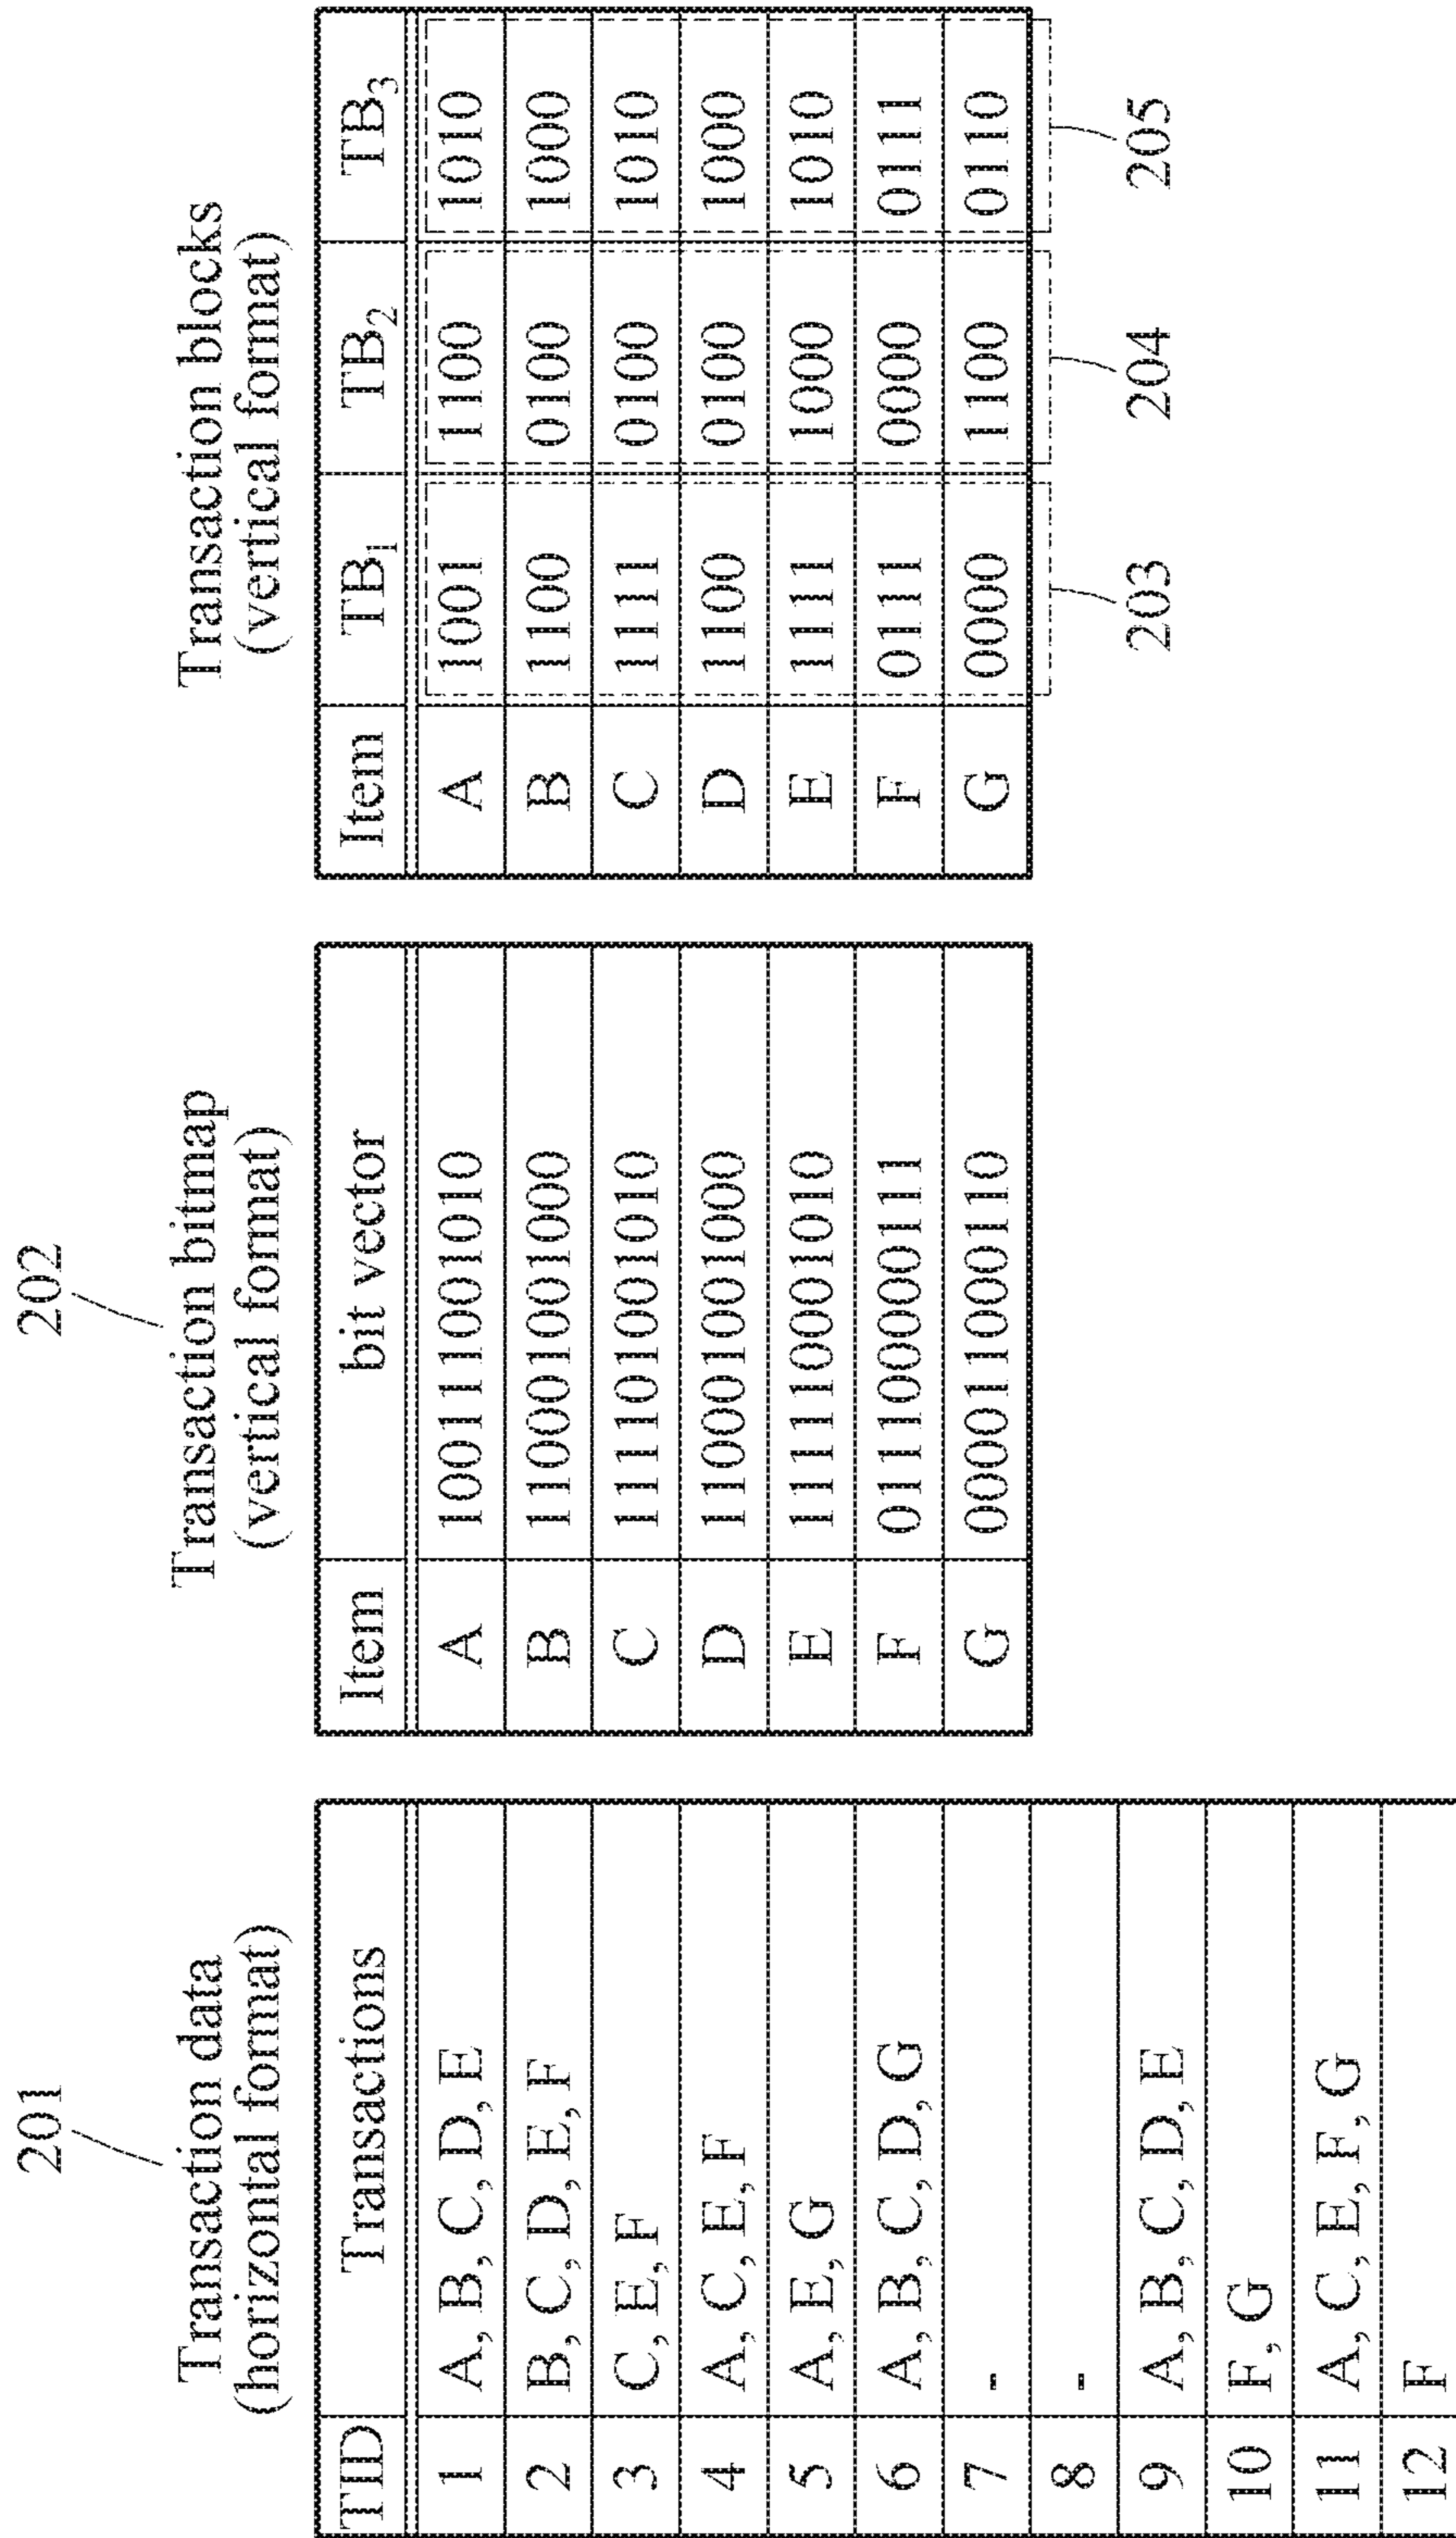 201
Transaction data
(horizontal format)
TID Transactions
1 A, B, C, D, E
2 B, C, D, E, F
3 C, E, F
4 A, C, E, F
5 A, E, G
6 A, B, C, D, G
7 -
8 -
9 A, B, C, D, E
10 F, G
11 A, C, E, F, G
12 F
202
Transaction bitmap
(vertical format)
Item bit vector
A 100111001010
B 110001001000
C 111101001010
D 110001001000
E 111110001010
F 011100000111
G 000011000110
Transaction blocks
(vertical format)
Item TB1 TB2 TB3
A 1001 1100 1010
B 1100 0100 1000
C 1111 0100 1010
D 1100 0100 1000
E 1111 1000 1010
F 0111 0000 0111
G 0000 1100 0110
203 204 205